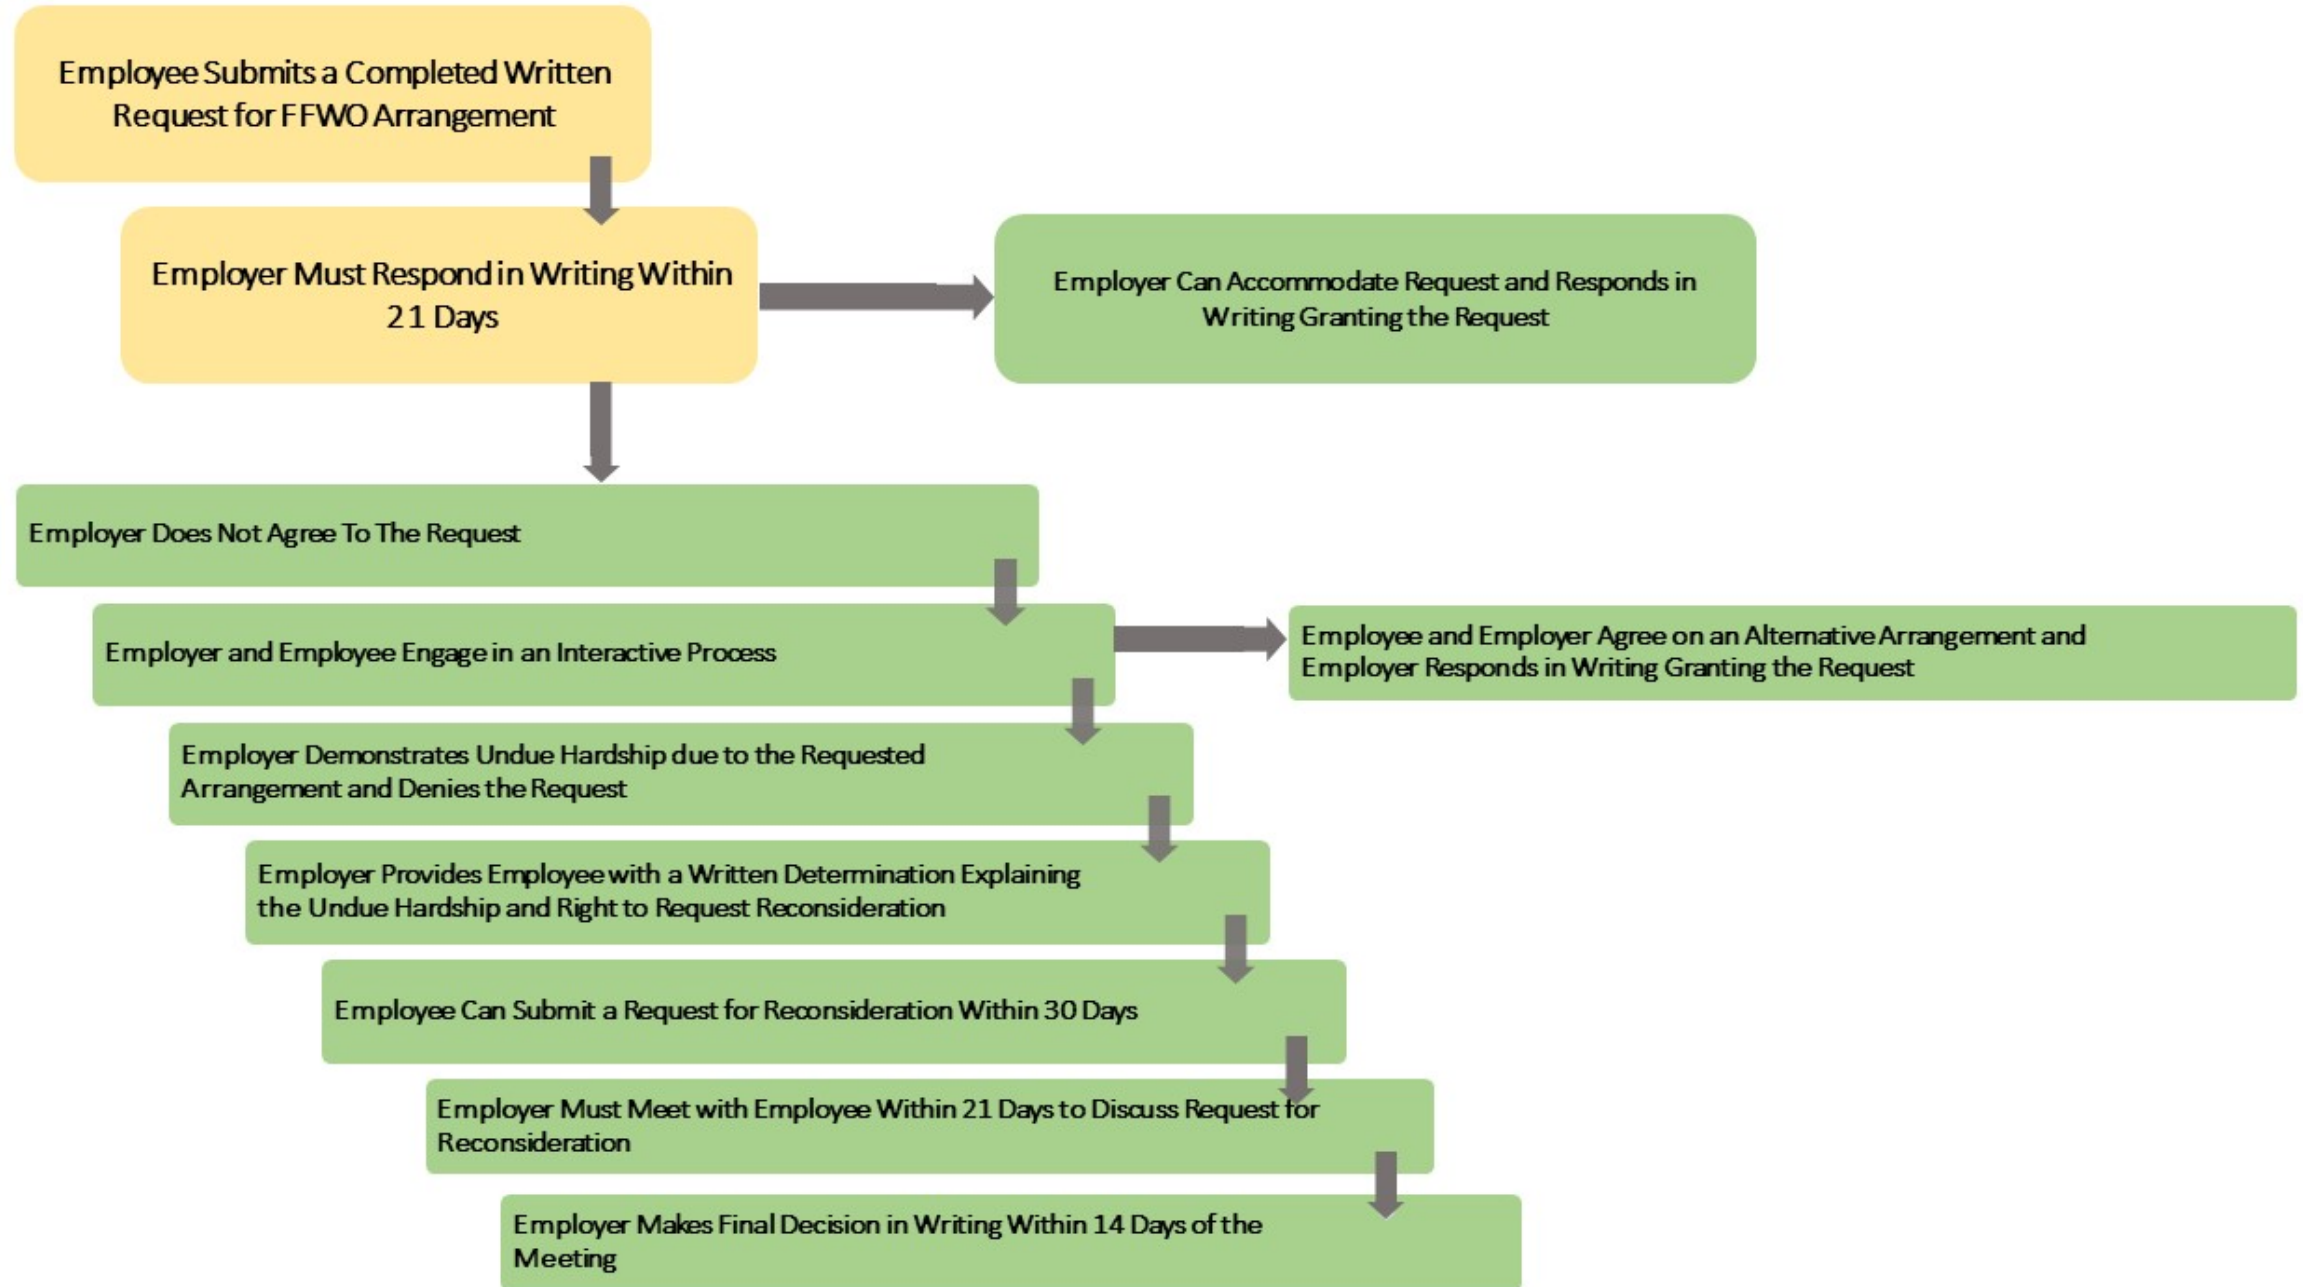 Employee Submits a Completed Written
Request for FFWO Arrangement
Employer Must Respond in Writing Within
21 Days
Employer Can Accommodate Request and Responds in
Writing Granting the Request
Employer Does Not Agree To The Request
Employer and Employee Engage in an Interactive Process
Employee and Employer Agree on an Alternative Arrangement and
Employer Responds in Writing Granting the Request
Employer Demonstrates Undue Hardship due to the Requested
Arrangement and Denies the Request
Employer Provides Employee with a Written Determination Explaining
the Undue Hardship and Right to Request Reconsideration
Employee Can Submit a Request for Reconsideration Within 30 Days
Employer Must Meet with Employee Within 21 Days to Discuss Request for
Reconsideration
Employer Makes Final Decision in Writing Within 14 Days of the
Meeting